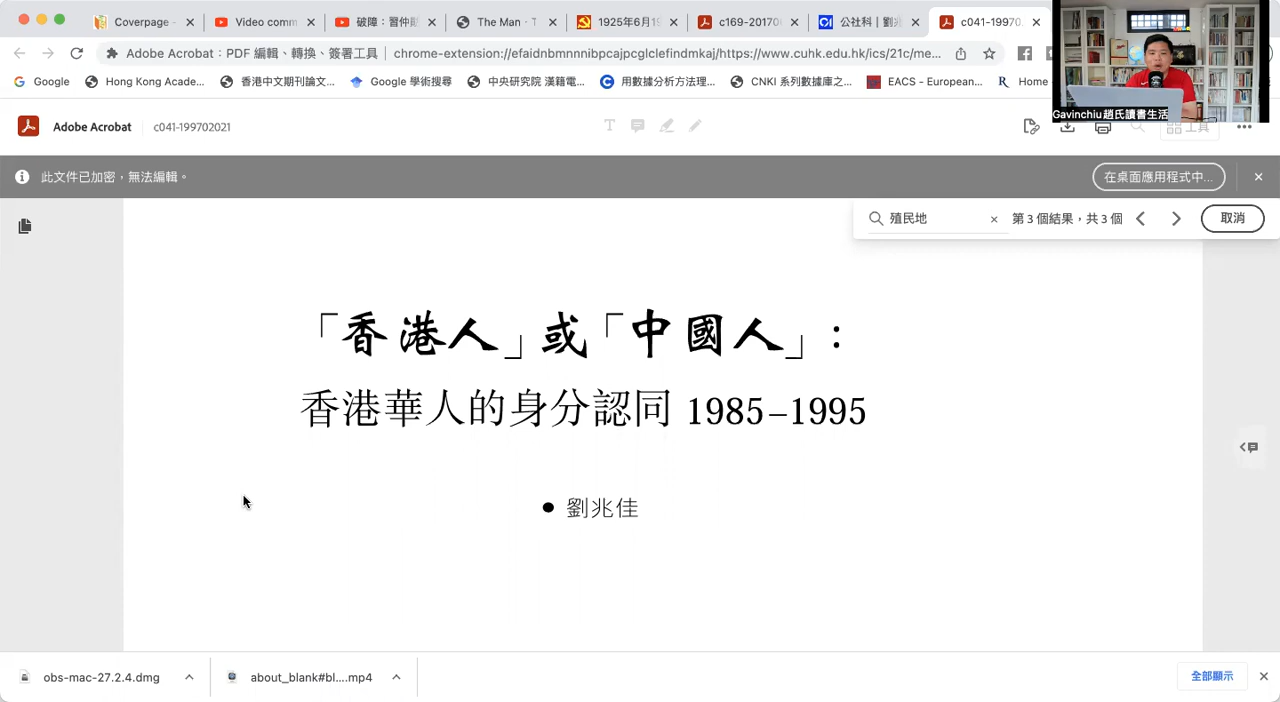 Coverpage -
Video comm
破障：習仲勛
The Man - T
1925年6月19
c169-20170
公社科｜劉兆
c041-19970
Adobe Acrobat：PDF 編輯、轉換、簽署工具
chrome-extension://efaidnbmnnnibpcajpcglclefindmkaj/https://www.cuhk.edu.hk/ics/21c/me...
Google
Hong Kong Acade...
香港中文期刊論文...
Google 學術搜尋
中央研究院 漢籍電...
用數據分析方法理...
CNKI 系列數據庫之...
EACS - European...
Home
Gavinchiu趙氏讀書生活
Adobe Acrobat
c041-199702021
工具
此文件已加密，無法編輯。
在桌面應用程式中...
殖民地
第 3 個結果，共 3 個
取消
「香港人」或「中國人」：
香港華人的身分認同 1985–1995
● 劉兆佳
obs-mac-27.2.4.dmg
about_blank#bl....mp4
全部顯示